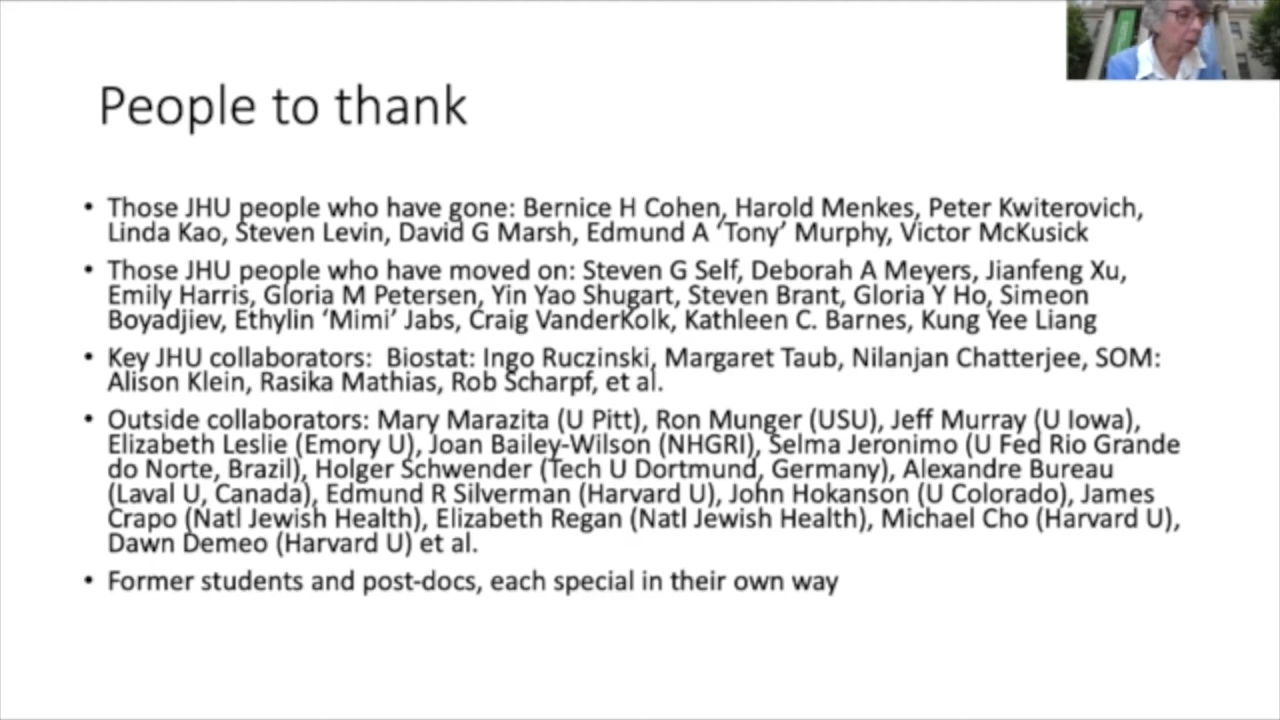 People to thank
• Those JHU people who have gone: Bernice H Cohen, Harold Menkes, Peter Kwiterovich,
Linda Kao, Steven Levin, David G Marsh, Edmund A ‘Tony’ Murphy, Victor McKusick
• Those JHU people who have moved on: Steven G Self, Deborah A Meyers, Jianfeng Xu,
Emily Harris, Gloria M Petersen, Yin Yao Shugart, Steven Brant, Gloria Y Ho, Simeon
Boyadjiev, Ethylin ‘Mimi’ Jabs, Craig VanderKolk, Kathleen C. Barnes, Kung Yee Liang
• Key JHU collaborators:  Biostat: Ingo Ruczinski, Margaret Taub, Nilanjan Chatterjee, SOM:
Alison Klein, Rasika Mathias, Rob Scharpf, et al.
• Outside collaborators: Mary Marazita (U Pitt), Ron Munger (USU), Jeff Murray (U Iowa),
Elizabeth Leslie (Emory U), Joan Bailey-Wilson (NHGRI), Selma Jeronimo (U Fed Rio Grande
do Norte, Brazil), Holger Schwender (Tech U Dortmund, Germany), Alexandre Bureau
(Laval U, Canada), Edmund R Silverman (Harvard U), John Hokanson (U Colorado), James
Crapo (Natl Jewish Health), Elizabeth Regan (Natl Jewish Health), Michael Cho (Harvard U),
Dawn Demeo (Harvard U) et al.
• Former students and post-docs, each special in their own way